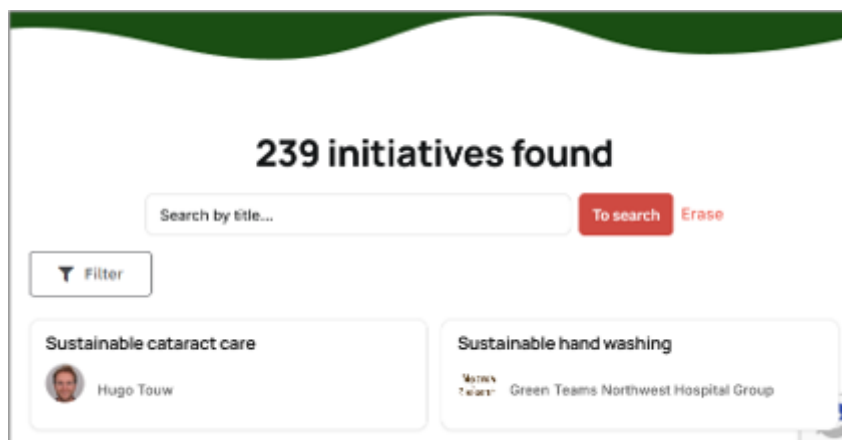 239 initiatives found
Search by title...
To search
Erase
Filter
Sustainable cataract care
Hugo Touw
Sustainable hand washing
Green Teams Northwest Hospital Group